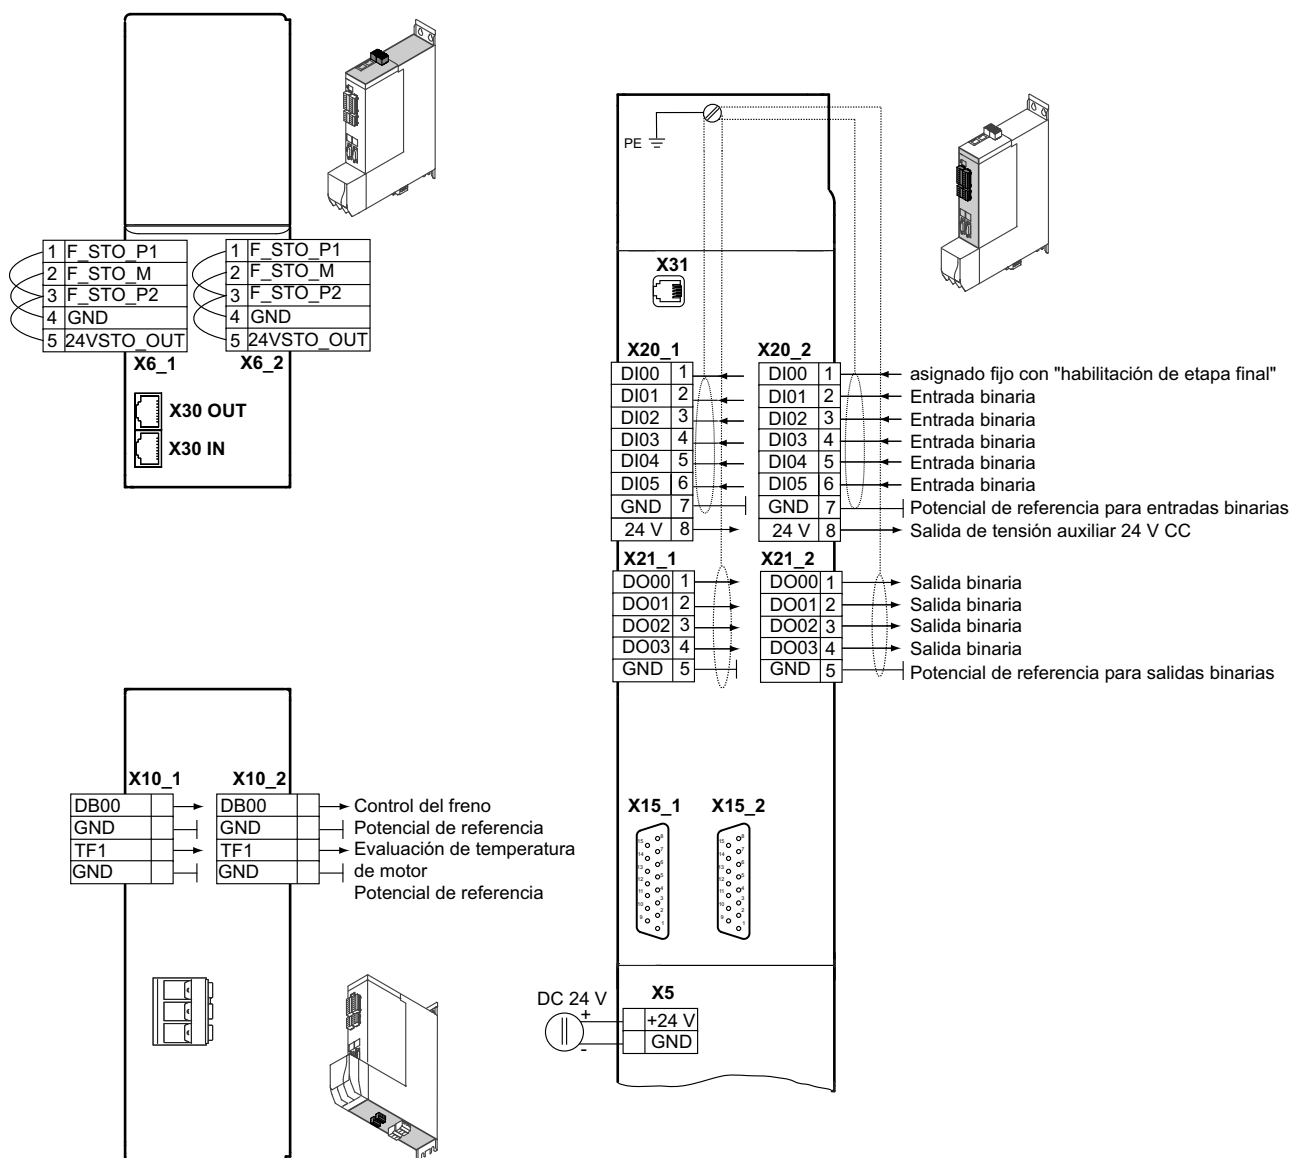 1 F_STO_P1
2 F_STO_M
3 F_STO_P2
4 GND
5 24VSTO_OUT
X6_1
1 F_STO_P1
2 F_STO_M
3 F_STO_P2
4 GND
5 24VSTO_OUT
X6_2
X30 OUT
X30 IN
PE
X31
X20_1
DI00 1
DI01 2
DI02 3
DI03 4
DI04 5
DI05 6
GND 7
24 V 8
X20_2
DI00 1 asignado fijo con "habilitación de etapa final"
DI01 2 Entrada binaria
DI02 3 Entrada binaria
DI03 4 Entrada binaria
DI04 5 Entrada binaria
DI05 6 Entrada binaria
GND 7 Potencial de referencia para entradas binarias
24 V 8 Salida de tensión auxiliar 24 V CC
X21_1
DO00 1
DO01 2
DO02 3
DO03 4
GND 5
X21_2
DO00 1 Salida binaria
DO01 2 Salida binaria
DO02 3 Salida binaria
DO03 4 Salida binaria
GND 5 Potencial de referencia para salidas binarias
X10_1
DB00
GND
TF1
GND
X10_2
DB00 Control del freno
GND Potencial de referencia
TF1 Evaluación de temperatura
GND de motor
Potencial de referencia
X15_1 X15_2
DC 24 V
+
-
X5
+24 V
GND